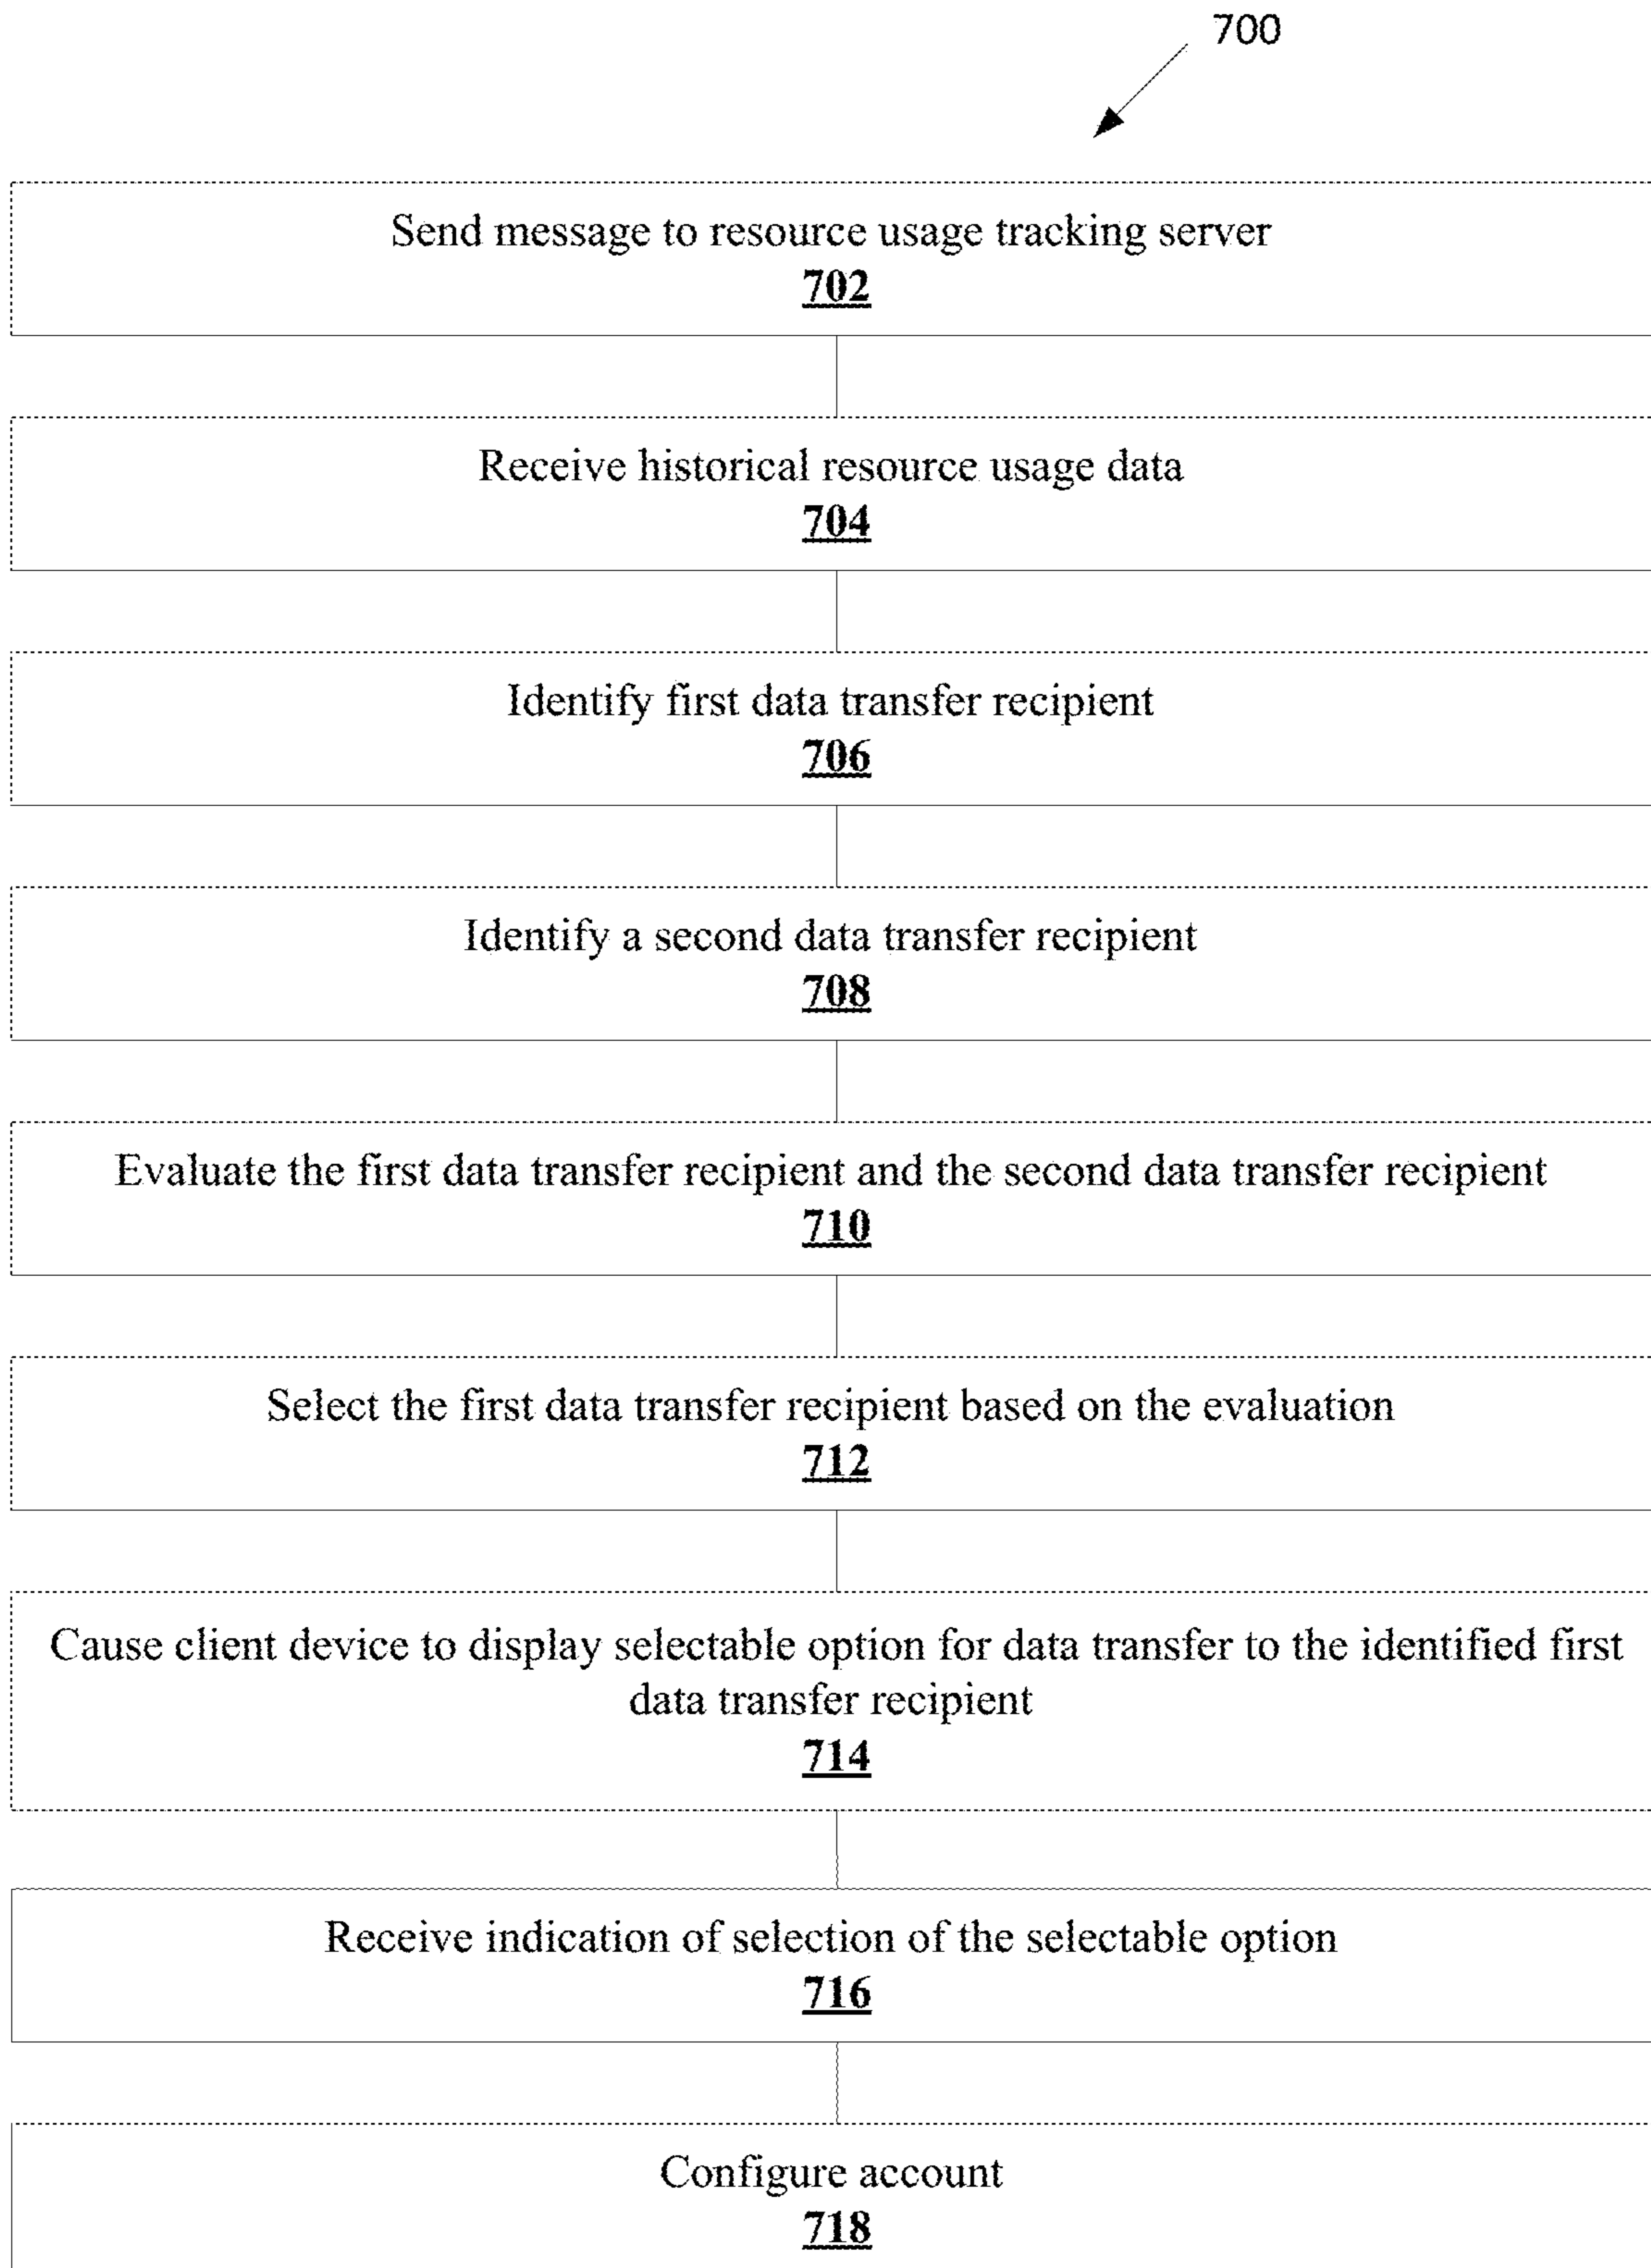 700
Send message to resource usage tracking server
702
Receive historical resource usage data
704
Identify first data transfer recipient
706
Identify a second data transfer recipient
708
Evaluate the first data transfer recipient and the second data transfer recipient
710
Select the first data transfer recipient based on the evaluation
712
Cause client device to display selectable option for data transfer to the identified first
data transfer recipient
714
Receive indication of selection of the selectable option
716
Configure account
718